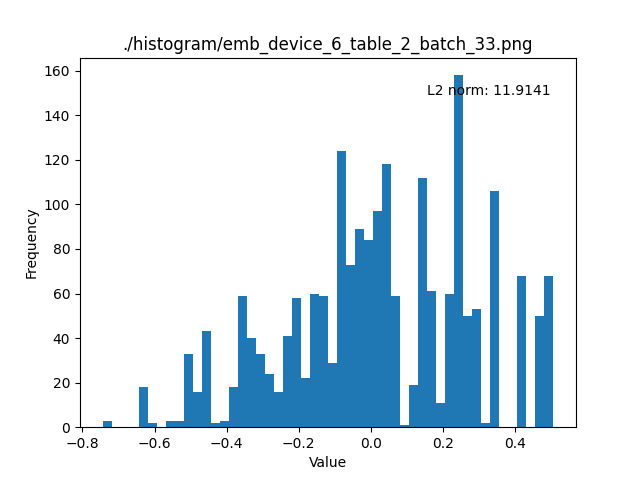 ./histogram/emb_device_6_table_2_batch_33.png
L2 norm: 11.9141
Frequency
160
140
120
100
80
60
40
20
0
−0.8 −0.6 −0.4 −0.2 0.0 0.2 0.4
Value